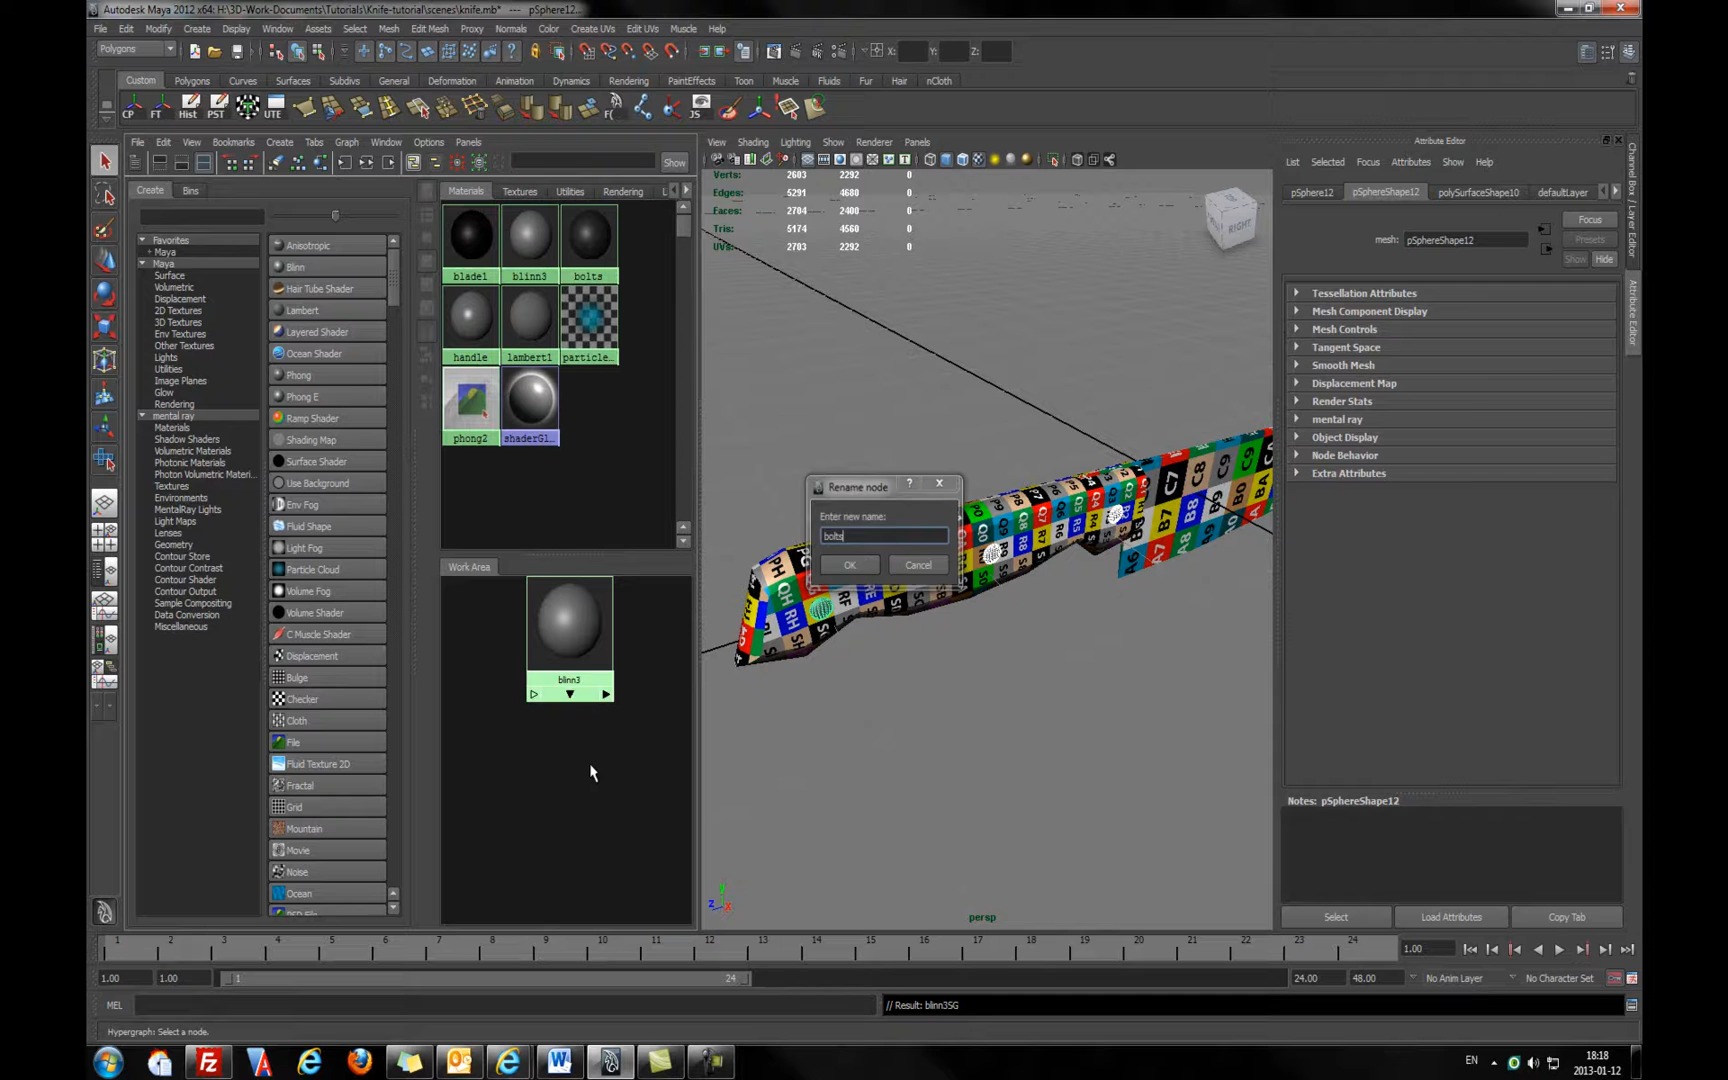 Autodesk Maya 2012 x64: H:\3D-Work-Documents\Tutorials\Knife-tutorial\scenes\knife.mb* --- pSphere12...
File Edit Modify Create Display Window Assets Select Mesh Edit Mesh Proxy Normals Color Create UVs Edit UVs Muscle Help
Polygons X: Y: Z:
Custom Polygons Curves Surfaces Subdivs General Deformation Animation Dynamics Rendering PaintEffects Toon Muscle Fluids Fur Hair nCloth
CP FT Hist PST UTE JS
File Edit View Bookmarks Create Tabs Graph Window Options Panels
Show
Create Bins
Favorites
+ Maya
Maya
Surface
Volumetric
Displacement
2D Textures
3D Textures
Env Textures
Other Textures
Lights
Utilities
Image Planes
Glow
Rendering
mental ray
Materials
Shadow Shaders
Volumetric Materials
Photonic Materials
Photon Volumetric Materi...
Textures
Environments
MentalRay Lights
Light Maps
Lenses
Geometry
Contour Store
Contour Contrast
Contour Shader
Contour Output
Sample Compositing
Data Conversion
Miscellaneous
Anisotropic
Blinn
Hair Tube Shader
Lambert
Layered Shader
Ocean Shader
Phong
Phong E
Ramp Shader
Shading Map
Surface Shader
Use Background
Env Fog
Fluid Shape
Light Fog
Particle Cloud
Volume Fog
Volume Shader
C Muscle Shader
Displacement
Bulge
Checker
Cloth
File
Fluid Texture 2D
Fractal
Grid
Mountain
Movie
Noise
Ocean
Materials Textures Utilities Rendering
blade1 blinn3 bolts
handle lambert1 particle...
phong2 shaderGl...
Work Area
blinn3
View Shading Lighting Show Renderer Panels
Verts: 2603 2292 0
Edges: 5291 4680 0
Faces: 2704 2400 0
Tris: 5174 4560 0
UVs: 2703 2292 0
RIGHT
Rename node ? X
Enter new name:
bolts
OK Cancel
persp
Attribute Editor
List Selected Focus Attributes Show Help
pSphere12 pSphereShape12 polySurfaceShape10 defaultLayer
Focus
mesh: pSphereShape12
Presets
Show Hide
Tessellation Attributes
Mesh Component Display
Mesh Controls
Tangent Space
Smooth Mesh
Displacement Map
Render Stats
mental ray
Object Display
Node Behavior
Extra Attributes
Notes: pSphereShape12
Select Load Attributes Copy Tab
Channel Box / Layer Editor
Attribute Editor
1 2 3 4 5 6 7 8 9 10 11 12 13 14 15 16 17 18 19 20 21 22 23 24 1.00
1.00 1.00 1 24 24.00 48.00 No Anim Layer No Character Set
MEL // Result: blinn3SG
Hypergraph: Select a node.
EN 18:18
2013-01-12